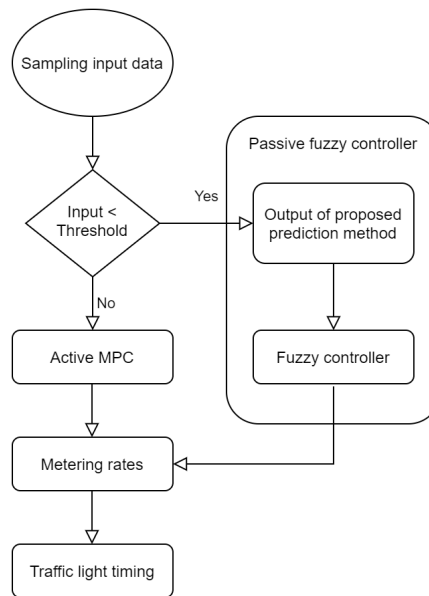 Sampling input data
Passive fuzzy controller
Yes
Input <
Threshold
Output of proposed
prediction method
No
Active MPC
Fuzzy controller
Metering rates
Traffic light timing